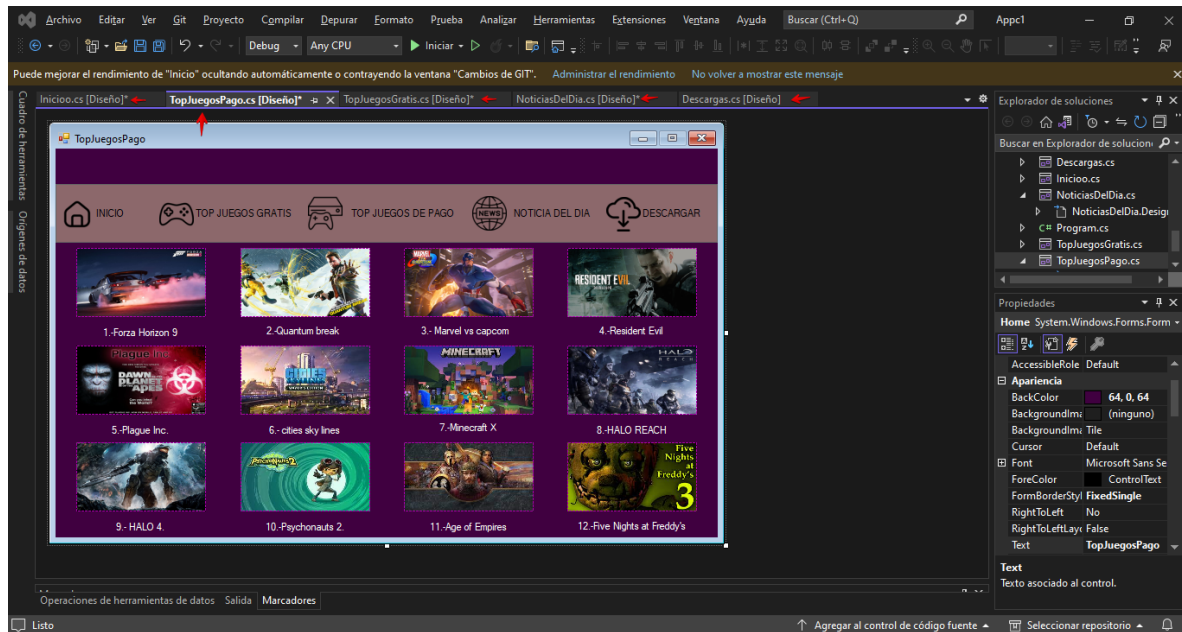 Archivo Editar Ver Git Proyecto Compilar Depurar Formato Prueba Analizar Herramientas Extensiones Ventana Ayuda Buscar (Ctrl+Q) Appc1
Debug Any CPU Iniciar
Puede mejorar el rendimiento de "Inicio" ocultando automáticamente o contrayendo la ventana "Cambios de GIT". Administrar el rendimiento No volver a mostrar este mensaje
Cuadro de herramientas
Orígenes de datos
Inicioo.cs [Diseño]* TopJuegosPago.cs [Diseño]* TopJuegosGratis.cs [Diseño]* NoticiasDelDia.cs [Diseño]* Descargas.cs [Diseño]
TopJuegosPago
INICIO TOP JUEGOS GRATIS TOP JUEGOS DE PAGO NEWS NOTICIA DEL DIA DESCARGAR
MARVEL
RESIDENT EVIL
1.-Forza Horizon 9 2.-Quantum break 3.- Marvel vs capcom 4.-Resident Evil
Plague Inc.
DAWN
PLANET
APES
CITIES
MINECRAFT
HALO
REACH
5.-Plague Inc. 6.- cities sky lines 7.-Minecraft X 8.-HALO REACH
Psychonauts 2
Five
Nights
at
Freddy's
3
9.- HALO 4. 10.-Psychonauts 2. 11.-Age of Empires 12.-Five Nights at Freddy's
Explorador de soluciones
Buscar en Explorador de solucion
Descargas.cs
Inicioo.cs
NoticiasDelDia.cs
NoticiasDelDia.Desig
C# Program.cs
TopJuegosGratis.cs
TopJuegosPago.cs
Propiedades
Home System.Windows.Forms.Form
AccessibleRole Default
Apariencia
BackColor 64, 0, 64
BackgroundIma (ninguno)
BackgroundIma Tile
Cursor Default
Font Microsoft Sans Se
ForeColor ControlText
FormBorderStyl FixedSingle
RightToLeft No
RightToLeftLay False
Text TopJuegosPago
Text
Texto asociado al control.
Operaciones de herramientas de datos Salida Marcadores
Listo Agregar al control de código fuente Seleccionar repositorio